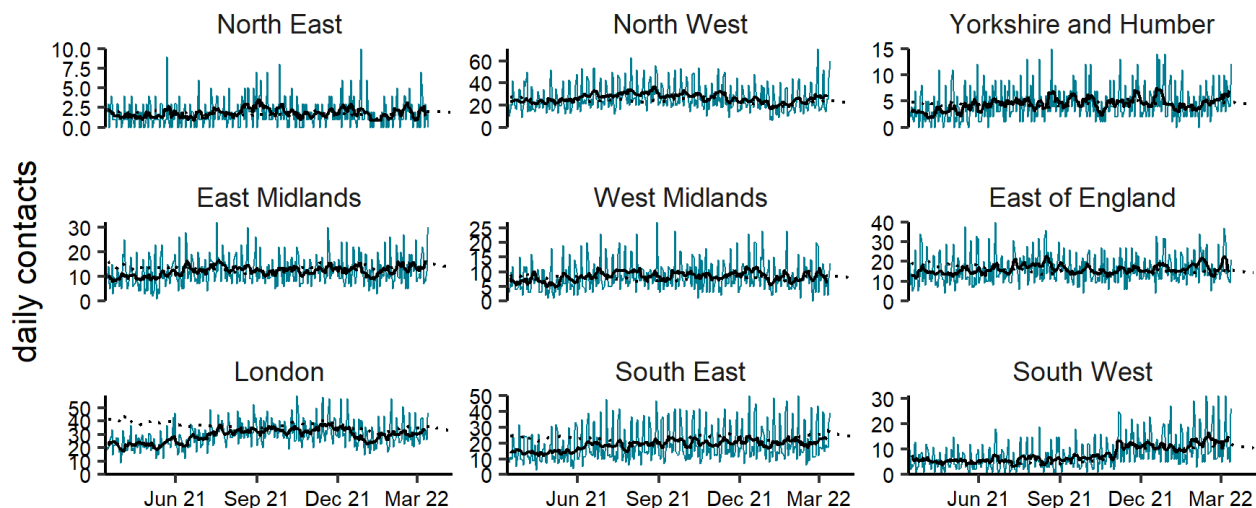 North East
North West
Yorkshire and Humber
10.0
7.5
5.0
2.5
0.0
60
40
20
0
15
10
5
0
daily contacts
East Midlands
West Midlands
East of England
30
20
10
0
25
20
15
10
5
0
40
30
20
10
0
London
South East
South West
50
40
30
20
10
0
50
40
30
20
10
0
30
20
10
0
Jun 21
Sep 21
Dec 21
Mar 22
Jun 21
Sep 21
Dec 21
Mar 22
Jun 21
Sep 21
Dec 21
Mar 22